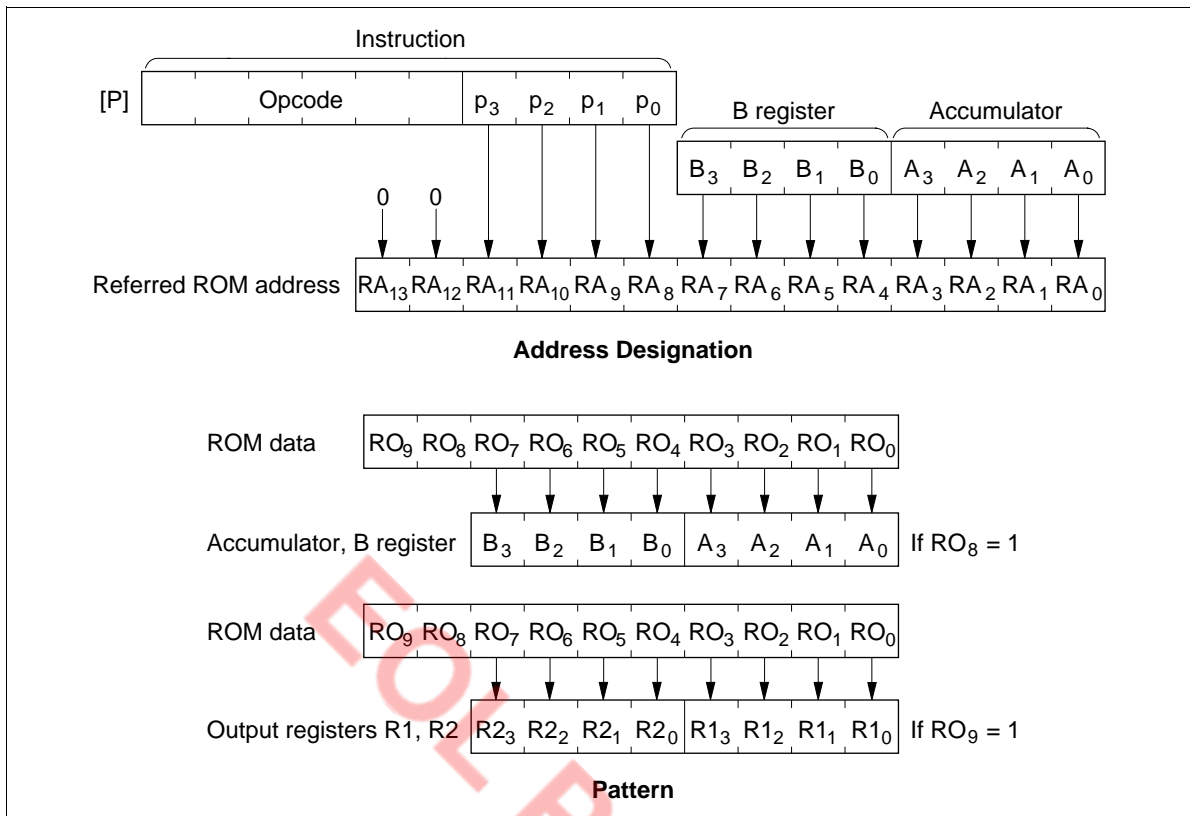 Instruction
[P] Opcode p3 p2 p1 p0
B register Accumulator
B3 B2 B1 B0 A3 A2 A1 A0
0 0
Referred ROM address RA13 RA12 RA11 RA10 RA9 RA8 RA7 RA6 RA5 RA4 RA3 RA2 RA1 RA0
Address Designation
ROM data RO9 RO8 RO7 RO6 RO5 RO4 RO3 RO2 RO1 RO0
Accumulator, B register B3 B2 B1 B0 A3 A2 A1 A0 If RO8 = 1
ROM data RO9 RO8 RO7 RO6 RO5 RO4 RO3 RO2 RO1 RO0
Output registers R1, R2 R23 R22 R21 R20 R13 R12 R11 R10 If RO9 = 1
Pattern
EOL